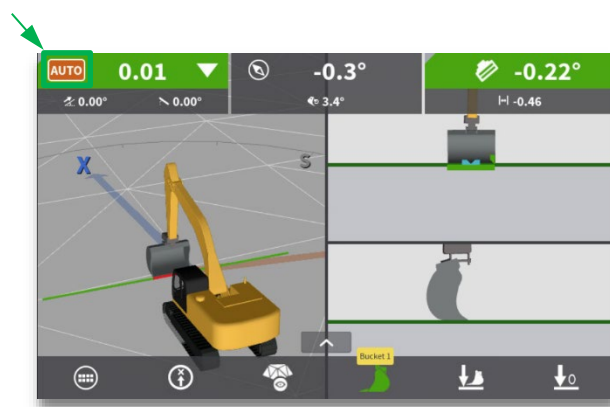 AUTO 0.01 -0.3° -0.22°
0.00° 0.00° 3.4° -0.46
X S
Bucket 1
x
0